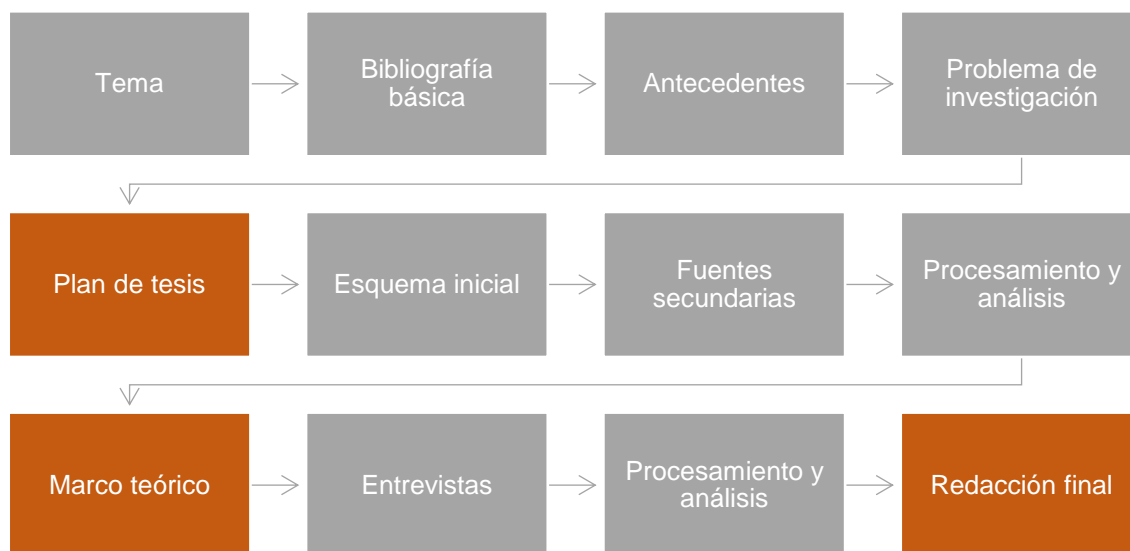 Tema
Bibliografía
básica
Antecedentes
Problema de
investigación
Plan de tesis
Esquema inicial
Fuentes
secundarias
Procesamiento y
análisis
Marco teórico
Entrevistas
Procesamiento y
análisis
Redacción final